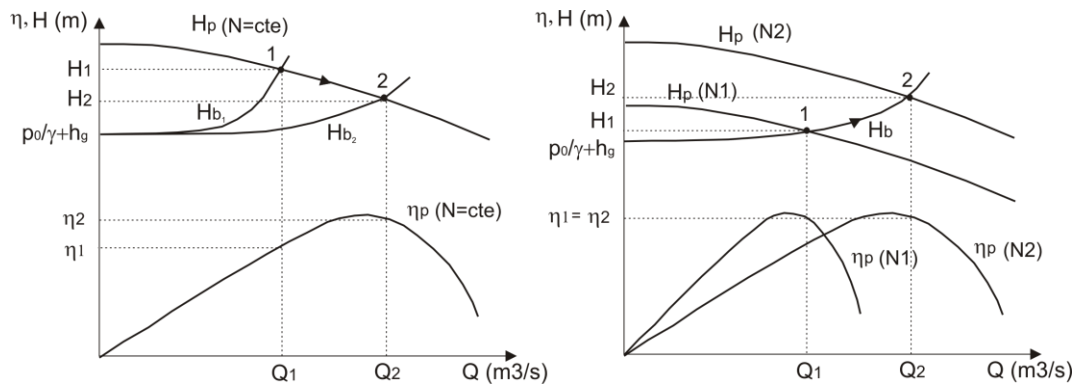 η, H (m)
Hp (N=cte)
1
H1
2
H2
Hb1
Hb2
p0/γ+hg
η2
ηp (N=cte)
η1
Q1
Q2
Q (m3/s)
η, H (m)
Hp (N2)
H2
2
Hp (N1)
1
H1
Hb
p0/γ+hg
η1= η2
ηp (N1)
ηp (N2)
Q1
Q2
Q (m3/s)